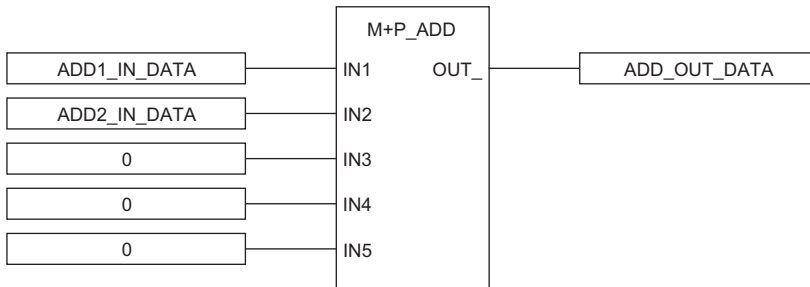 M+P_ADD
ADD1_IN_DATA IN1 OUT_ ADD_OUT_DATA
ADD2_IN_DATA IN2
0 IN3
0 IN4
0 IN5